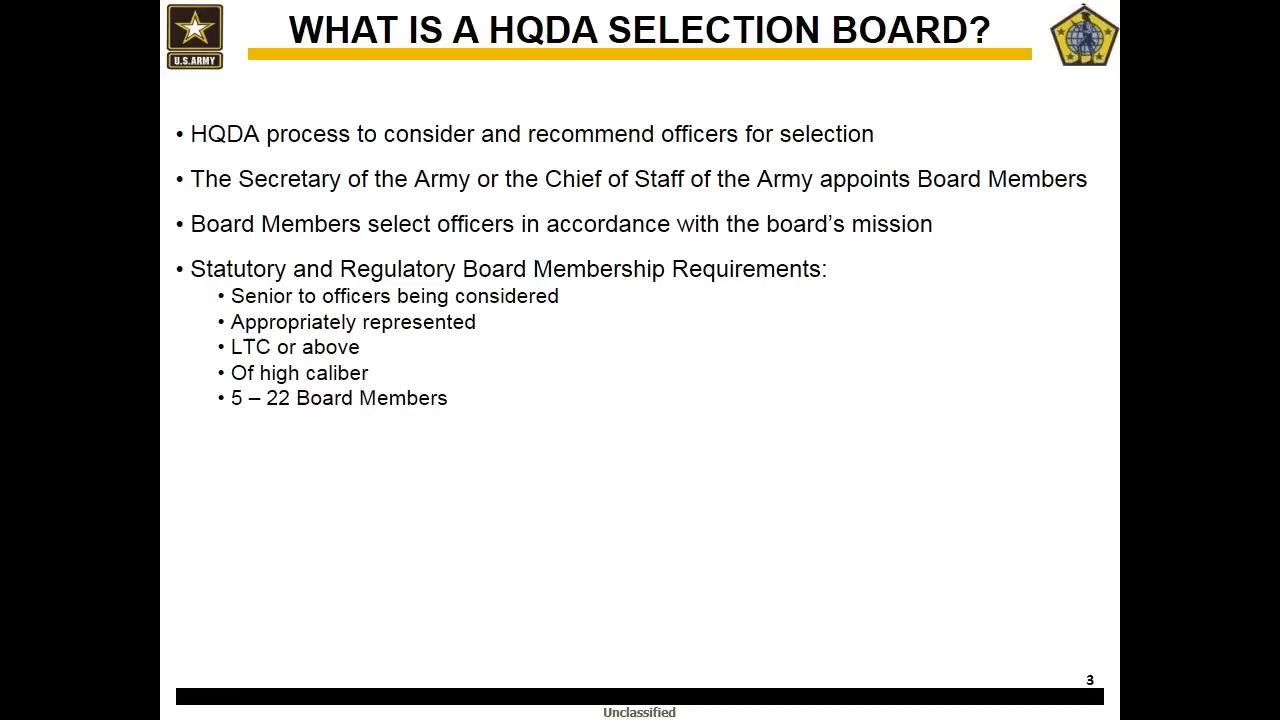 WHAT IS A HQDA SELECTION BOARD?
U.S.ARMY
• HQDA process to consider and recommend officers for selection
• The Secretary of the Army or the Chief of Staff of the Army appoints Board Members
• Board Members select officers in accordance with the board’s mission
• Statutory and Regulatory Board Membership Requirements:
• Senior to officers being considered
• Appropriately represented
• LTC or above
• Of high caliber
• 5 – 22 Board Members
3
Unclassified